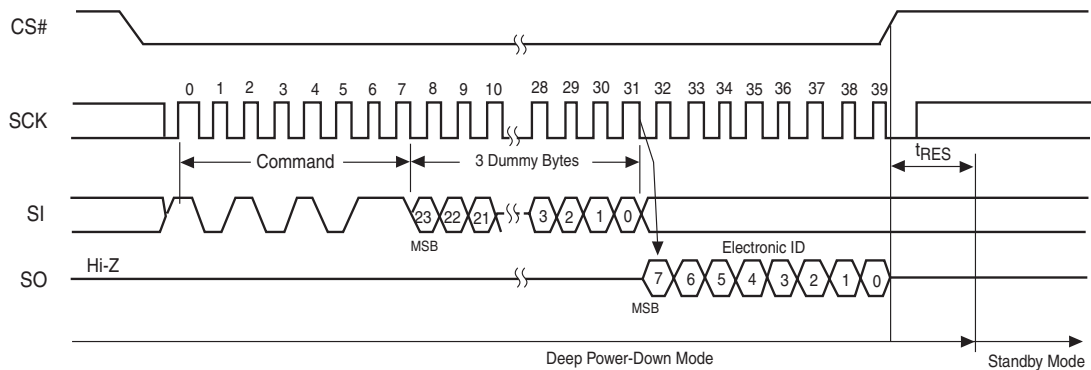 CS#
0 1 2 3 4 5 6 7 8 9 10 28 29 30 31 32 33 34 35 36 37 38 39
SCK
Command
3 Dummy Bytes
tRES
SI
23 22 21 3 2 1 0
MSB
Electronic ID
Hi-Z
SO
7 6 5 4 3 2 1 0
MSB
Deep Power-Down Mode
Standby Mode